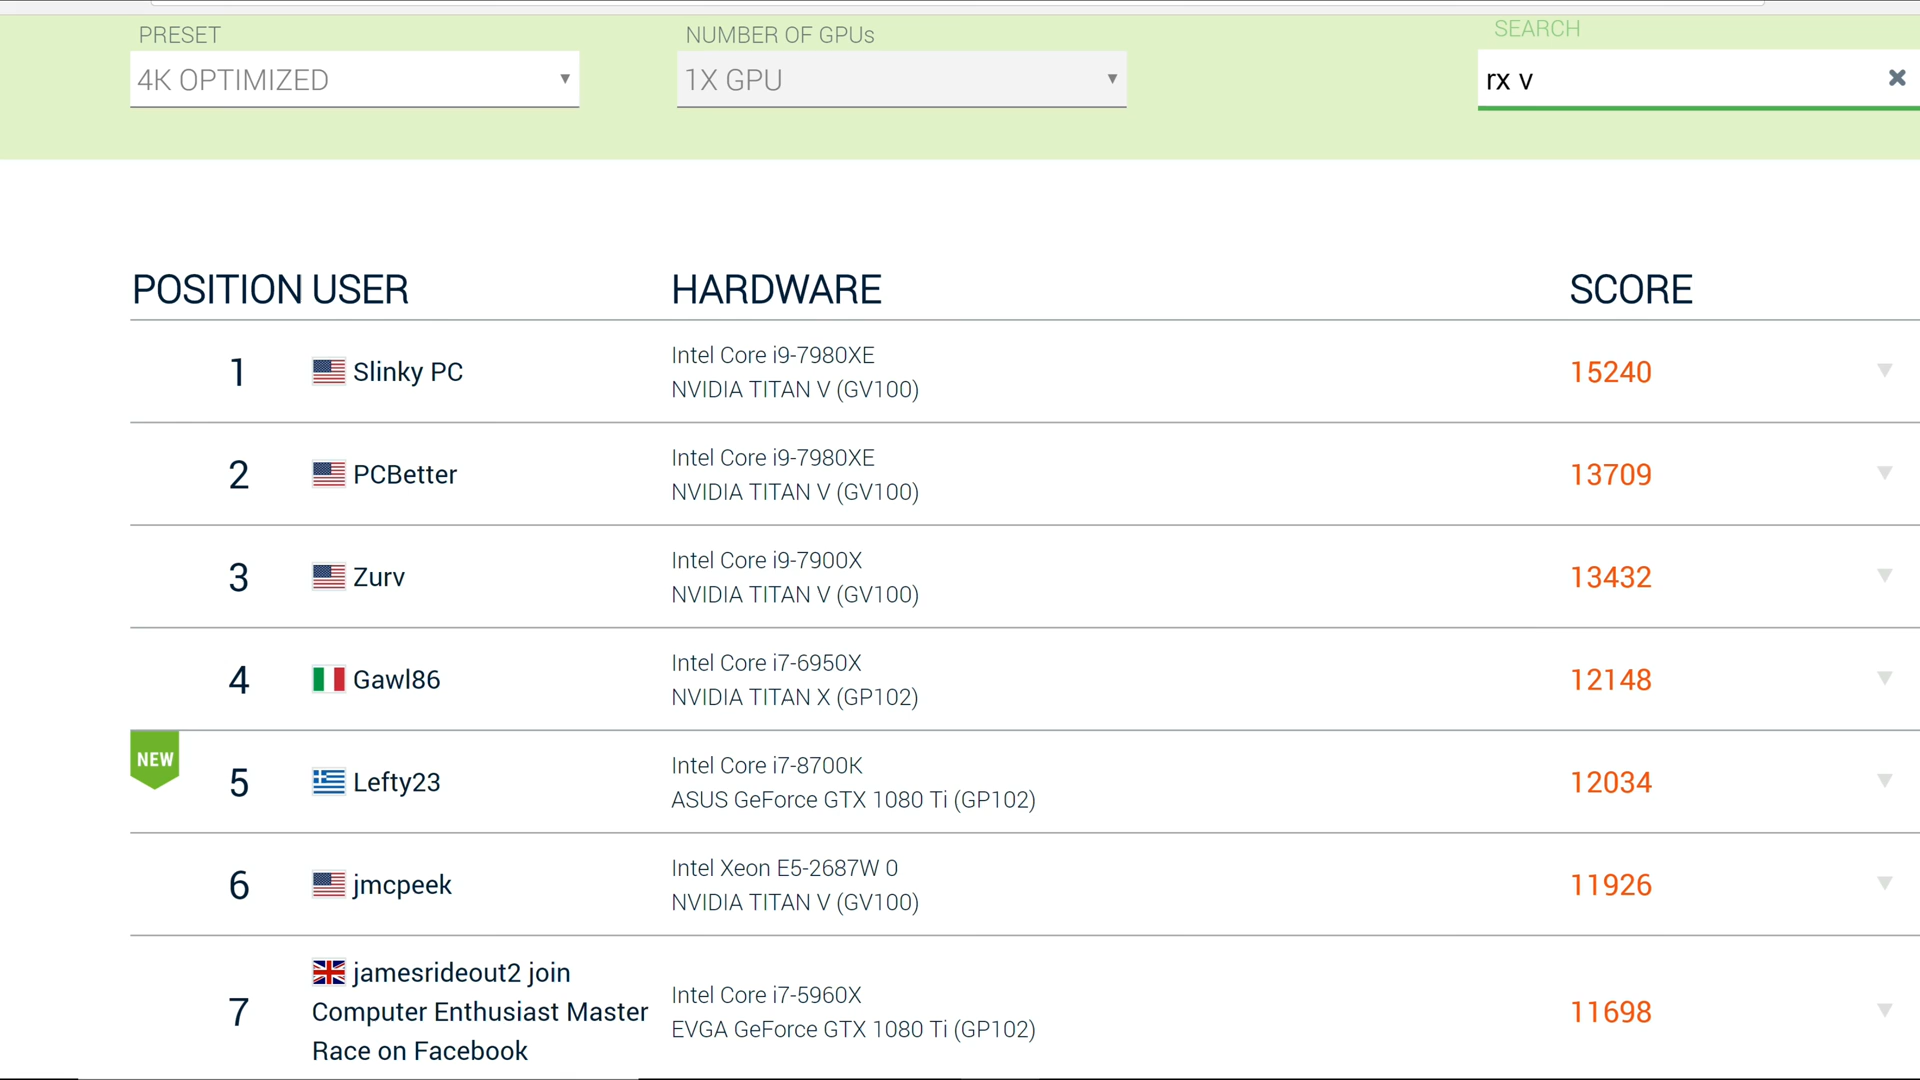 PRESET
NUMBER OF GPUs
SEARCH
4K OPTIMIZED
1X GPU
rx v
POSITION USER HARDWARE SCORE
1 Slinky PC
Intel Core i9-7980XE
NVIDIA TITAN V (GV100)
15240
2 PCBetter
Intel Core i9-7980XE
NVIDIA TITAN V (GV100)
13709
3 Zurv
Intel Core i9-7900X
NVIDIA TITAN V (GV100)
13432
4 Gawl86
Intel Core i7-6950X
NVIDIA TITAN X (GP102)
12148
NEW
5 Lefty23
Intel Core i7-8700K
ASUS GeForce GTX 1080 Ti (GP102)
12034
6 jmcpeek
Intel Xeon E5-2687W 0
NVIDIA TITAN V (GV100)
11926
7
jamesrideout2 join
Computer Enthusiast Master
Race on Facebook
Intel Core i7-5960X
EVGA GeForce GTX 1080 Ti (GP102)
11698